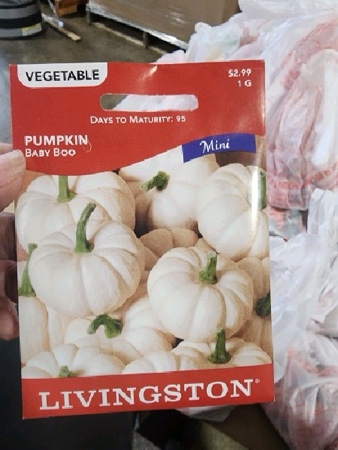 VEGETABLE
$2.99
1 G
DAYS TO MATURITY: 95
PUMPKIN
BABY BOO
Mini
LIVINGSTON®